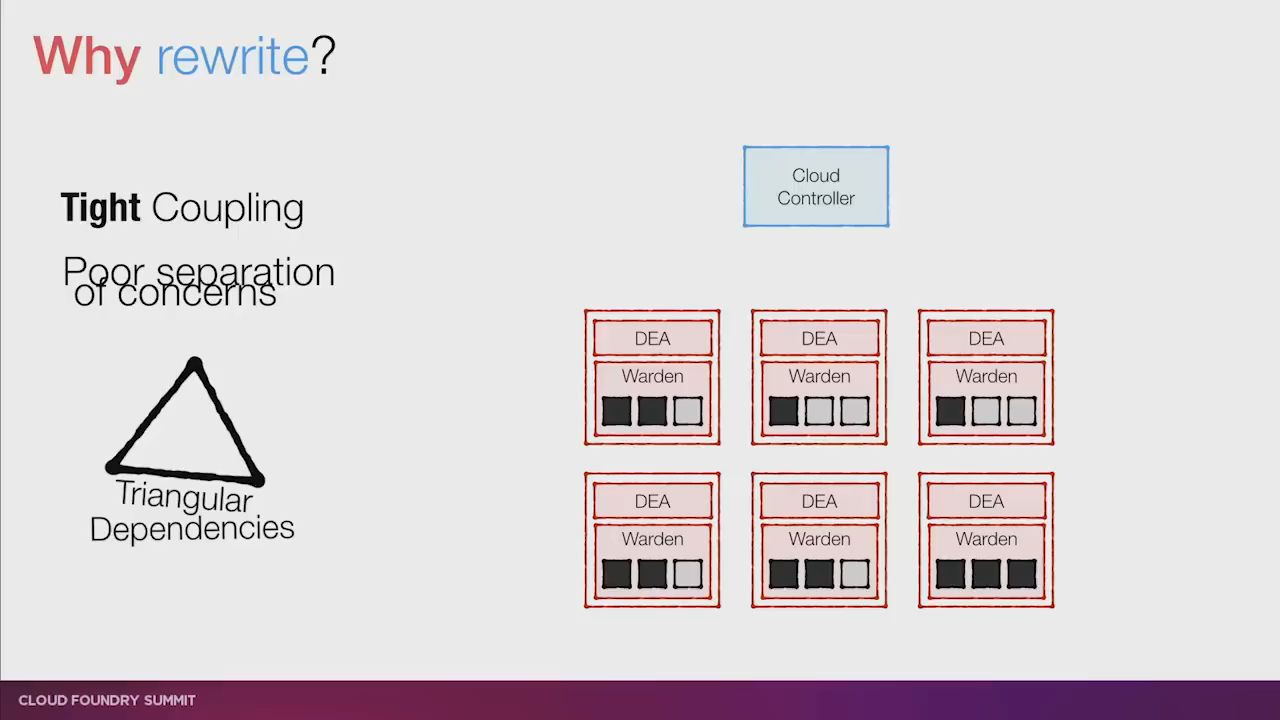 Why rewrite?
Tight Coupling
Poor separation
of concerns
Triangular
Dependencies
Cloud
Controller
DEA
DEA
DEA
Warden
Warden
Warden
DEA
DEA
DEA
Warden
Warden
Warden
CLOUD FOUNDRY SUMMIT